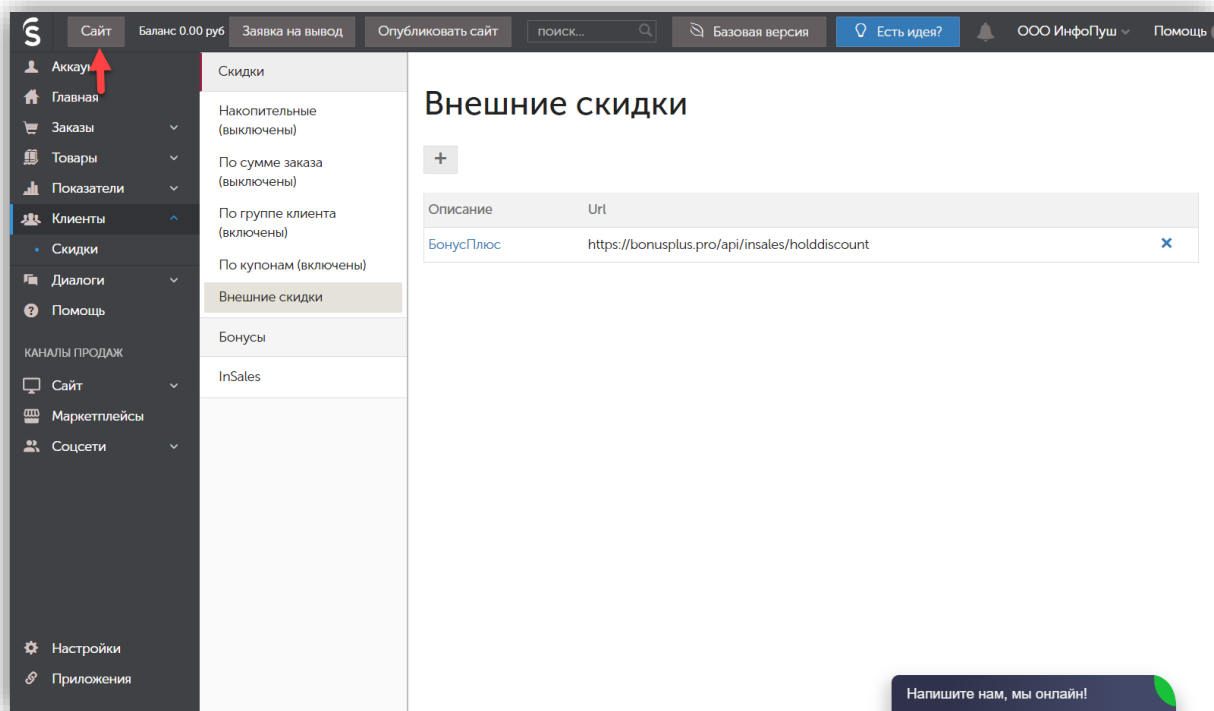 Сайт
Баланс 0.00 руб
Заявка на вывод
Опубликовать сайт
поиск...
Базовая версия
Есть идея?
ООО ИнфоПуш
Помощь
Главная
Заказы
Товары
Показатели
Клиенты
Скидки
Диалоги
Помощь
КАНАЛЫ ПРОДАЖ
Сайт
Маркетплейсы
Соцсети
Настройки
Приложения
Скидки
Накопительные
(выключены)
По сумме заказа
(выключены)
По группе клиента
(включены)
По купонам (включены)
Внешние скидки
Бонусы
InSales
Внешние скидки
+
Описание Url
БонусПлюс https://bonusplus.pro/api/insales/holddiscount
Напишите нам, мы онлайн!